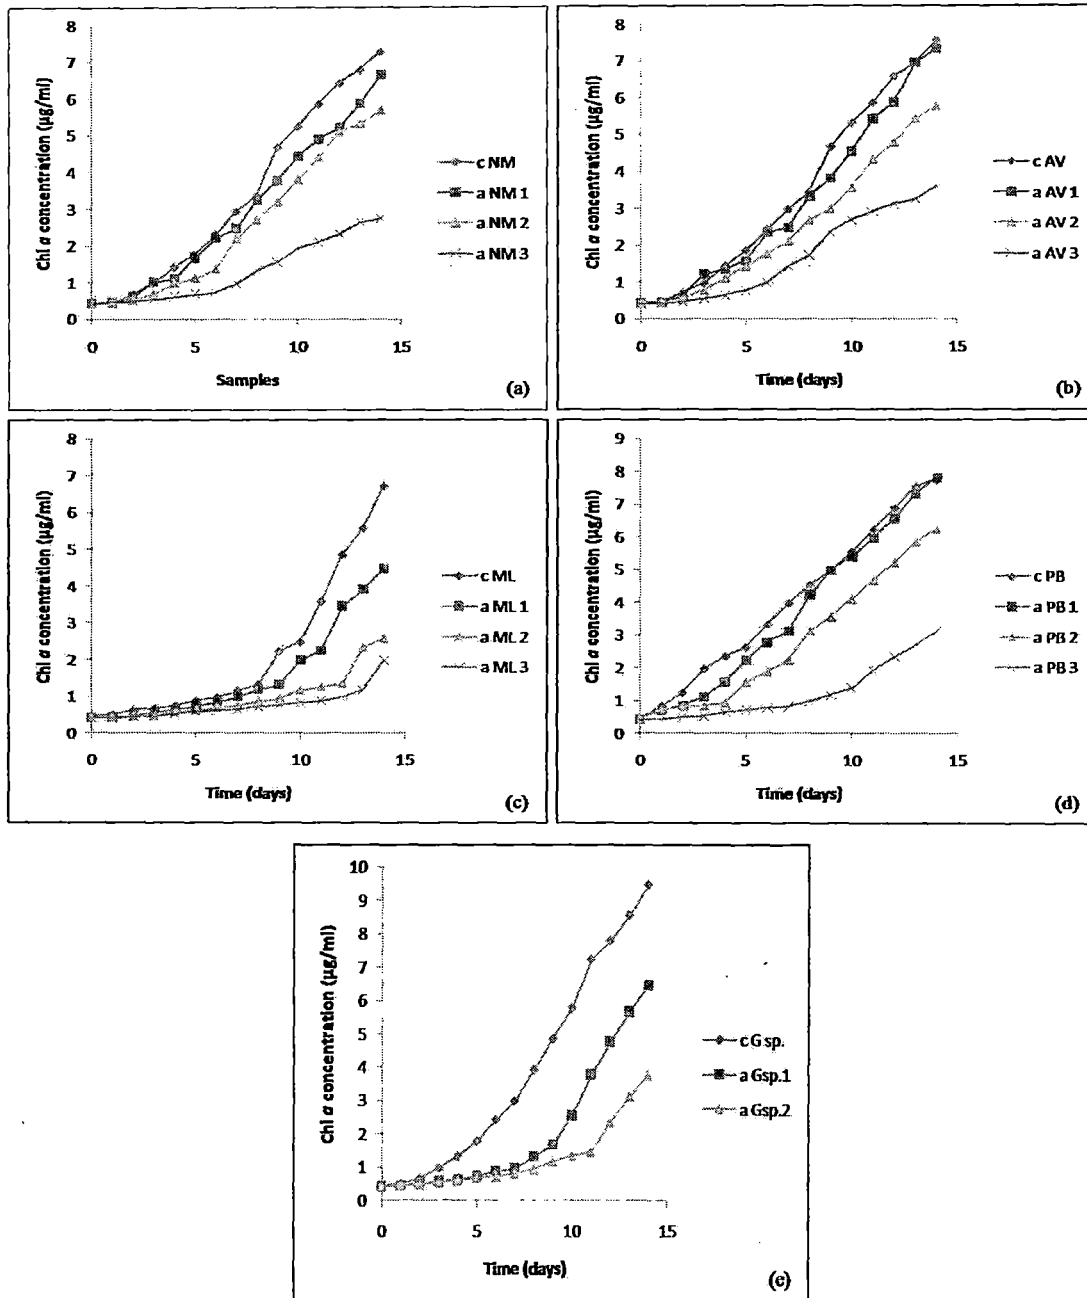 Chl a concentration (µg/ml)
8
7
6
5
4
3
2
1
0
0 5 10 15
Samples
c NM
a NM 1
a NM 2
a NM 3
(a)
Chl a concentration (µg/ml)
8
7
6
5
4
3
2
1
0
0 5 10 15
Time (days)
c AV
a AV 1
a AV 2
a AV 3
(b)
Chl a concentration (µg/ml)
8
7
6
5
4
3
2
1
0
0 5 10 15
Time (days)
c ML
a ML 1
a ML 2
a ML 3
(c)
Chl a concentration (µg/ml)
9
8
7
6
5
4
3
2
1
0
0 5 10 15
Time (days)
c PB
a PB 1
a PB 2
a PB 3
(d)
Chl a concentration (µg/ml)
10
9
8
7
6
5
4
3
2
1
0
0 5 10 15
Time (days)
c G sp.
a Gsp.1
a Gsp.2
(e)